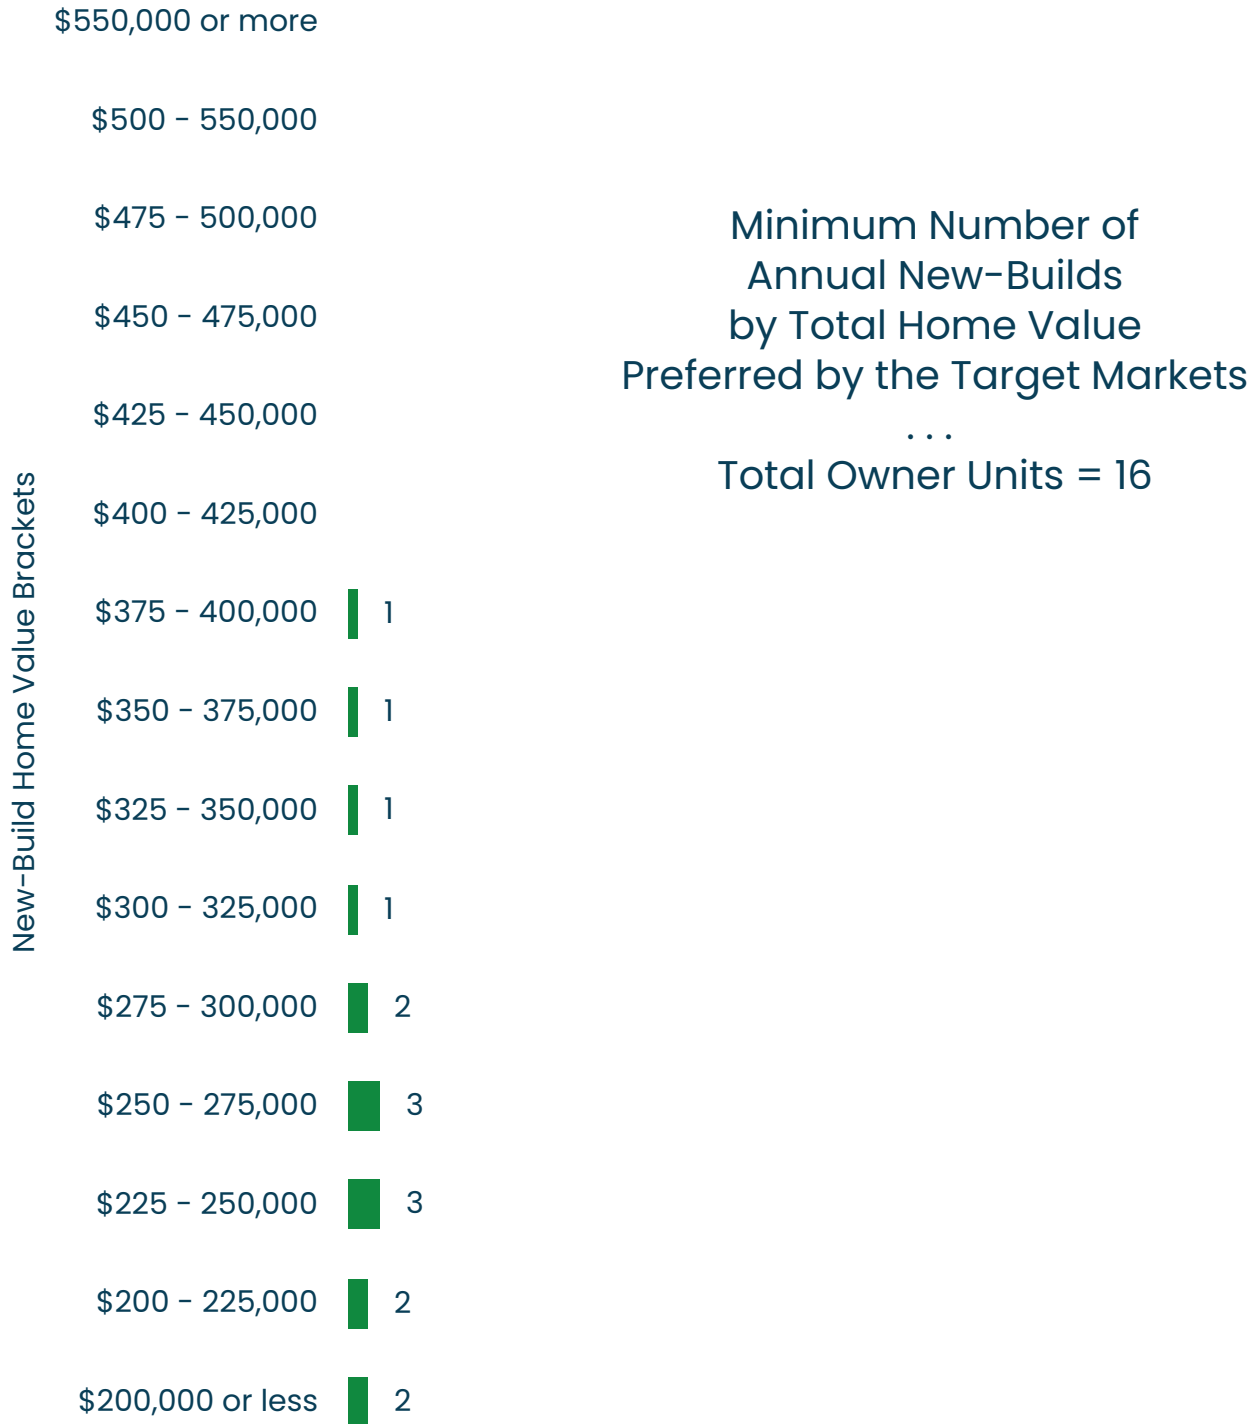 $550,000 or more
$500 - 550,000
$475 - 500,000
$450 - 475,000
$425 - 450,000
$400 - 425,000
$375 - 400,000 1
$350 - 375,000 1
$325 - 350,000 1
$300 - 325,000 1
$275 - 300,000 2
$250 - 275,000 3
$225 - 250,000 3
$200 - 225,000 2
$200,000 or less 2
New-Build Home Value Brackets
Minimum Number of
Annual New-Builds
by Total Home Value
Preferred by the Target Markets
. . .
Total Owner Units = 16